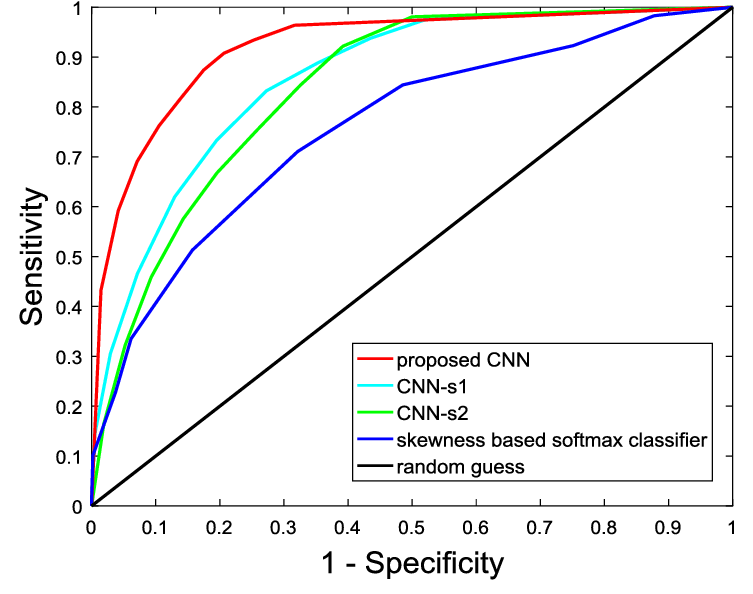 1
0.9
0.8
0.7
0.6
0.5
0.4
0.3
0.2
0.1
0
Sensitivity
proposed CNN
CNN-s1
CNN-s2
skewness based softmax classifier
random guess
0 0.1 0.2 0.3 0.4 0.5 0.6 0.7 0.8 0.9 1
1 - Specificity